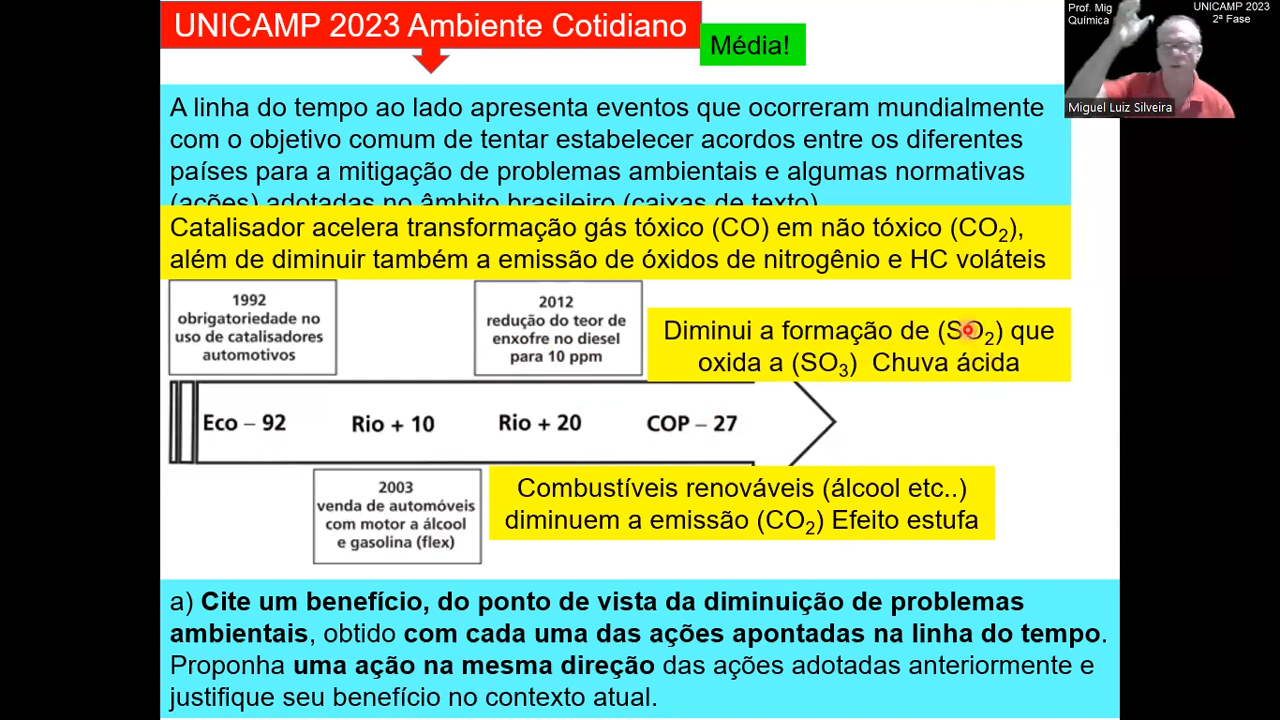 UNICAMP 2023 Ambiente Cotidiano
Média!
Prof. Mig
Química
UNICAMP 2023
2ª Fase
Miguel Luiz Silveira
A linha do tempo ao lado apresenta eventos que ocorreram mundialmente
com o objetivo comum de tentar estabelecer acordos entre os diferentes
países para a mitigação de problemas ambientais e algumas normativas
(ações) adotadas no âmbito brasileiro (caixas de texto)
Catalisador acelera transformação gás tóxico (CO) em não tóxico (CO₂),
além de diminuir também a emissão de óxidos de nitrogênio e HC voláteis
1992
obrigatoriedade no
uso de catalisadores
automotivos
2012
redução do teor de
enxofre no diesel
para 10 ppm
Diminui a formação de (SO₂) que
oxida a (SO₃) Chuva ácida
Eco – 92
Rio + 10
Rio + 20
COP – 27
2003
venda de automóveis
com motor a álcool
e gasolina (flex)
Combustíveis renováveis (álcool etc..)
diminuem a emissão (CO₂) Efeito estufa
a) Cite um benefício, do ponto de vista da diminuição de problemas
ambientais, obtido com cada uma das ações apontadas na linha do tempo.
Proponha uma ação na mesma direção das ações adotadas anteriormente e
justifique seu benefício no contexto atual.